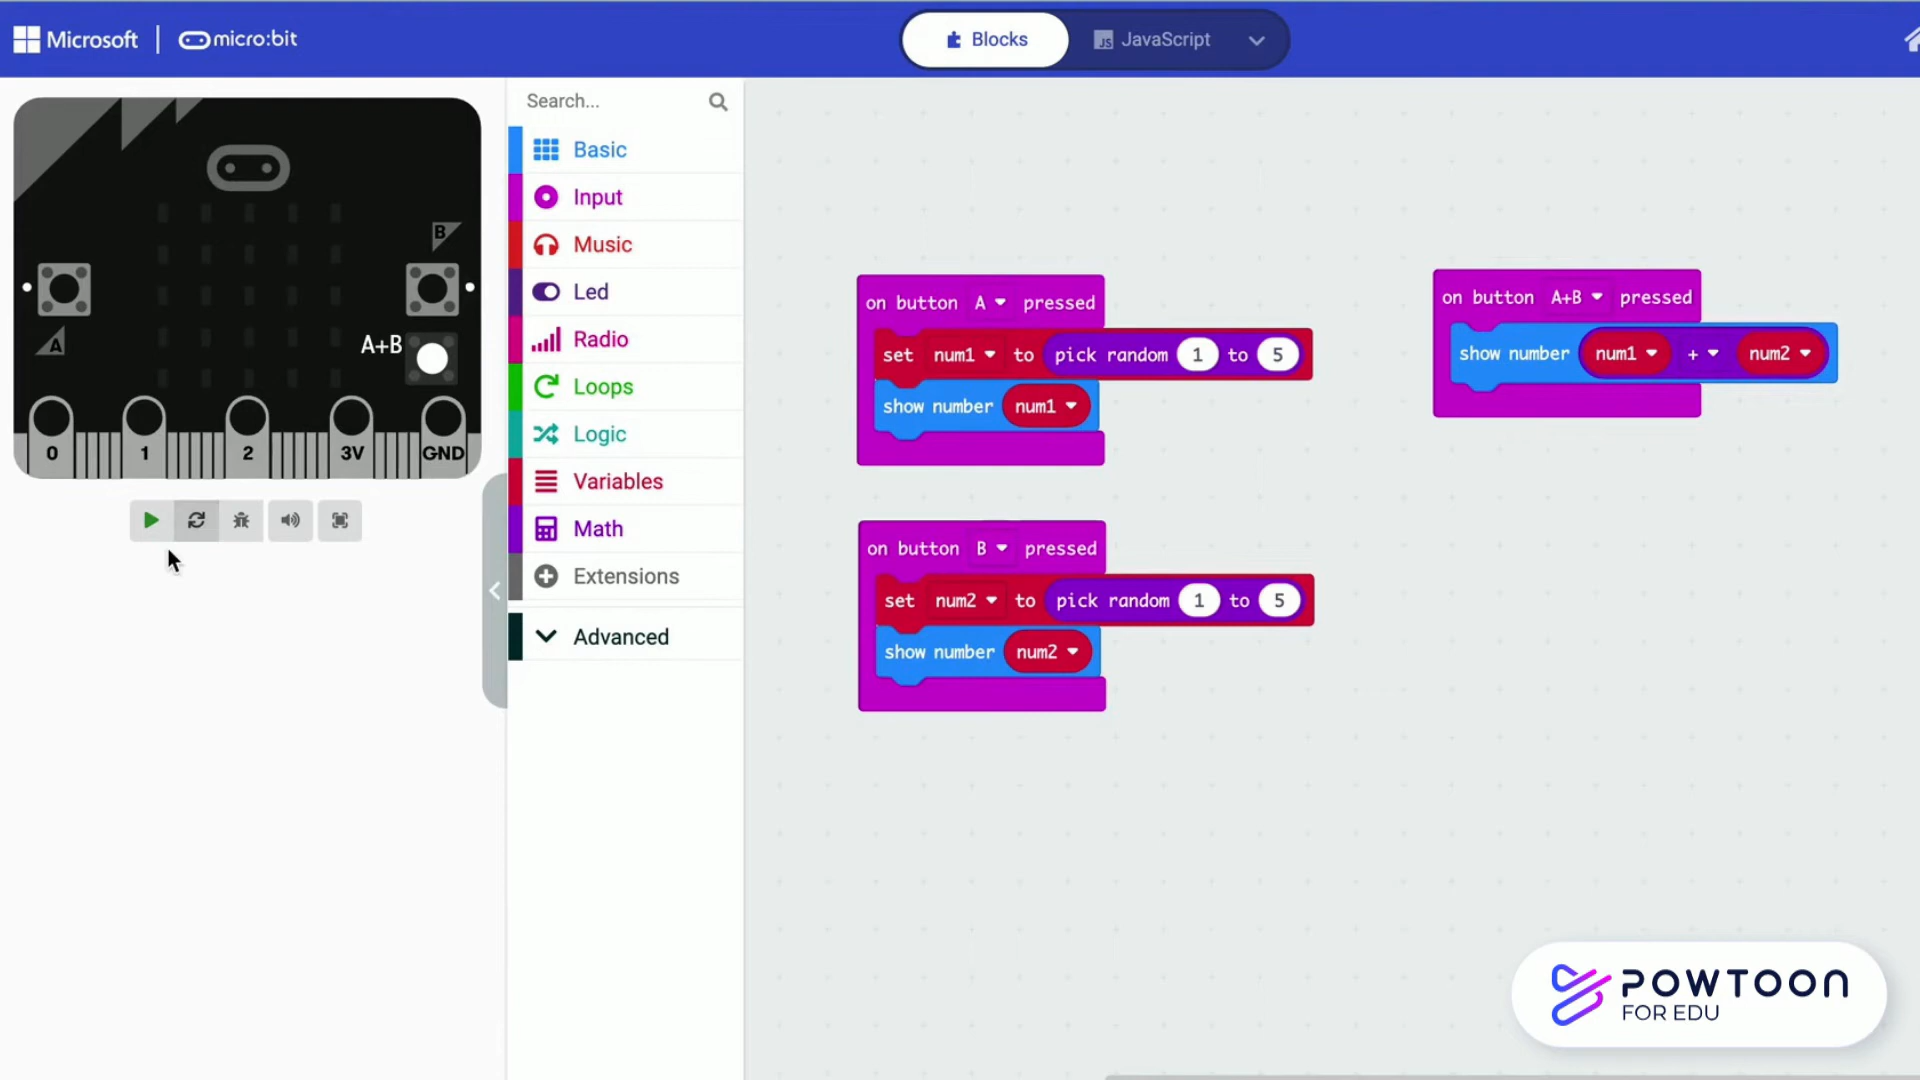 Microsoft
micro:bit
Blocks
JavaScript
B
A
A+B
0
1
2
3V
GND
Search...
Basic
Input
Music
Led
Radio
Loops
Logic
Variables
Math
Extensions
Advanced
on button A pressed
set num1 to pick random 1 to 5
show number num1
on button B pressed
set num2 to pick random 1 to 5
show number num2
on button A+B pressed
show number num1 + num2
POWTOON
FOR EDU